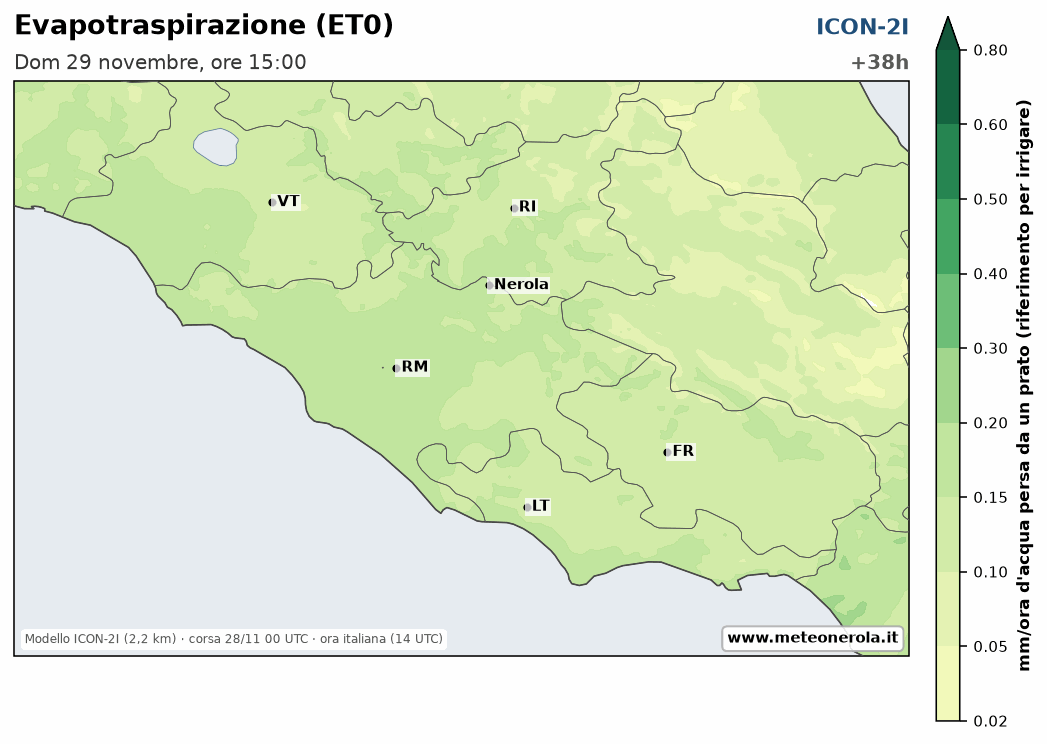 Evapotraspirazione (ET0)
ICON-2I
Dom 29 novembre, ore 15:00
+38h
VT
RI
Nerola
RM
FR
LT
Modello ICON-2I (2,2 km) · corsa 28/11 00 UTC · ora italiana (14 UTC)
www.meteonerola.it
0.80
0.60
0.50
0.40
0.30
0.20
0.15
0.10
0.05
0.02
mm/ora d'acqua persa da un prato (riferimento per irrigare)